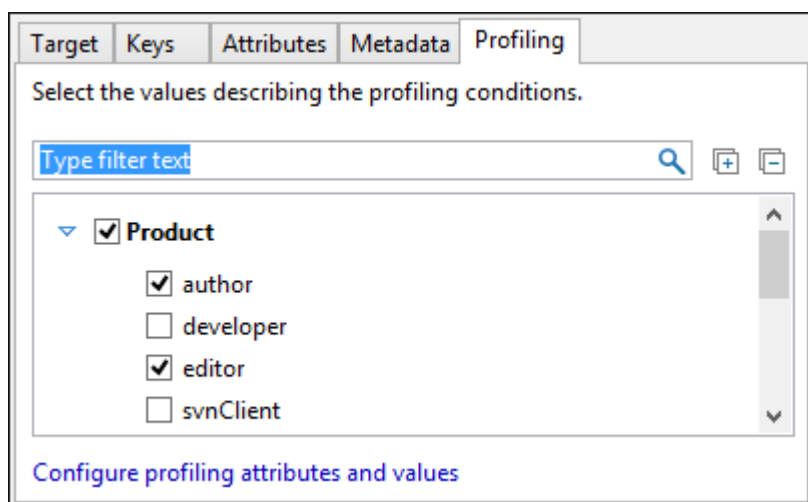 Target Keys Attributes Metadata Profiling
Select the values describing the profiling conditions.
Type filter text
Product
author
developer
editor
svnClient
Configure profiling attributes and values